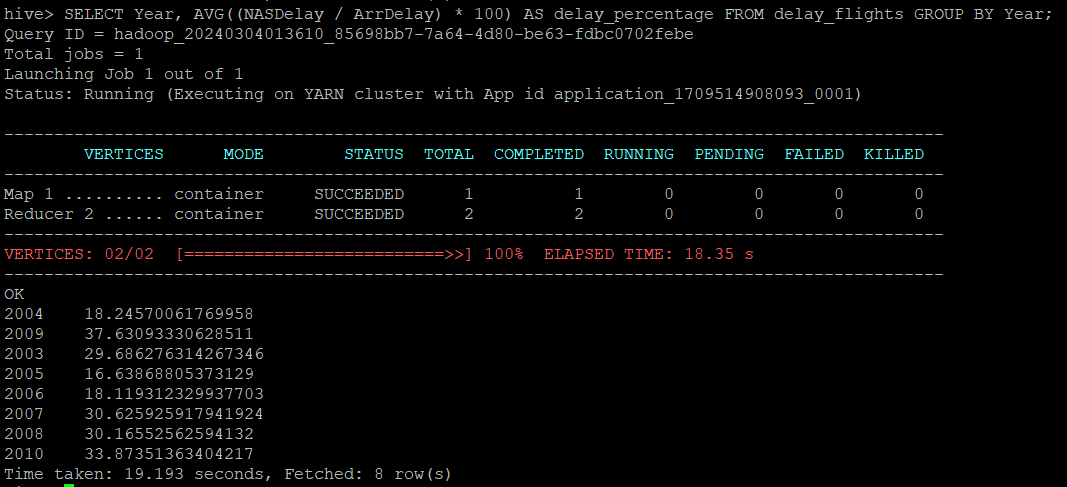 hive> SELECT Year, AVG((NASDelay / ArrDelay) * 100) AS delay_percentage FROM delay_flights GROUP BY Year;
Query ID = hadoop_20240304013610_85698bb7-7a64-4d80-be63-fdbc0702febe
Total jobs = 1
Launching Job 1 out of 1
Status: Running (Executing on YARN cluster with App id application_1709514908093_0001)
----------------------------------------------------------------------------------------------
        VERTICES      MODE        STATUS  TOTAL  COMPLETED  RUNNING  PENDING  FAILED  KILLED
----------------------------------------------------------------------------------------------
Map 1 .......... container     SUCCEEDED      1          1        0        0       0       0
Reducer 2 ...... container     SUCCEEDED      2          2        0        0       0       0
----------------------------------------------------------------------------------------------
VERTICES: 02/02  [==========================>>] 100%  ELAPSED TIME: 18.35 s
----------------------------------------------------------------------------------------------
OK
2004    18.24570061769958
2009    37.63093330628511
2003    29.686276314267346
2005    16.63868805373129
2006    18.119312329937703
2007    30.625925917941924
2008    30.16552562594132
2010    33.87351363404217
Time taken: 19.193 seconds, Fetched: 8 row(s)